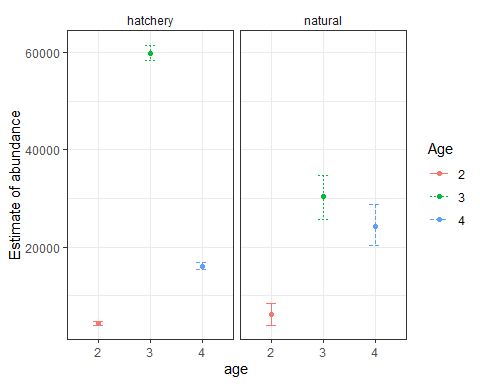 hatchery natural
60000
40000
20000
Estimate of abundance
2 3 4 2 3 4
age
Age
2
3
4